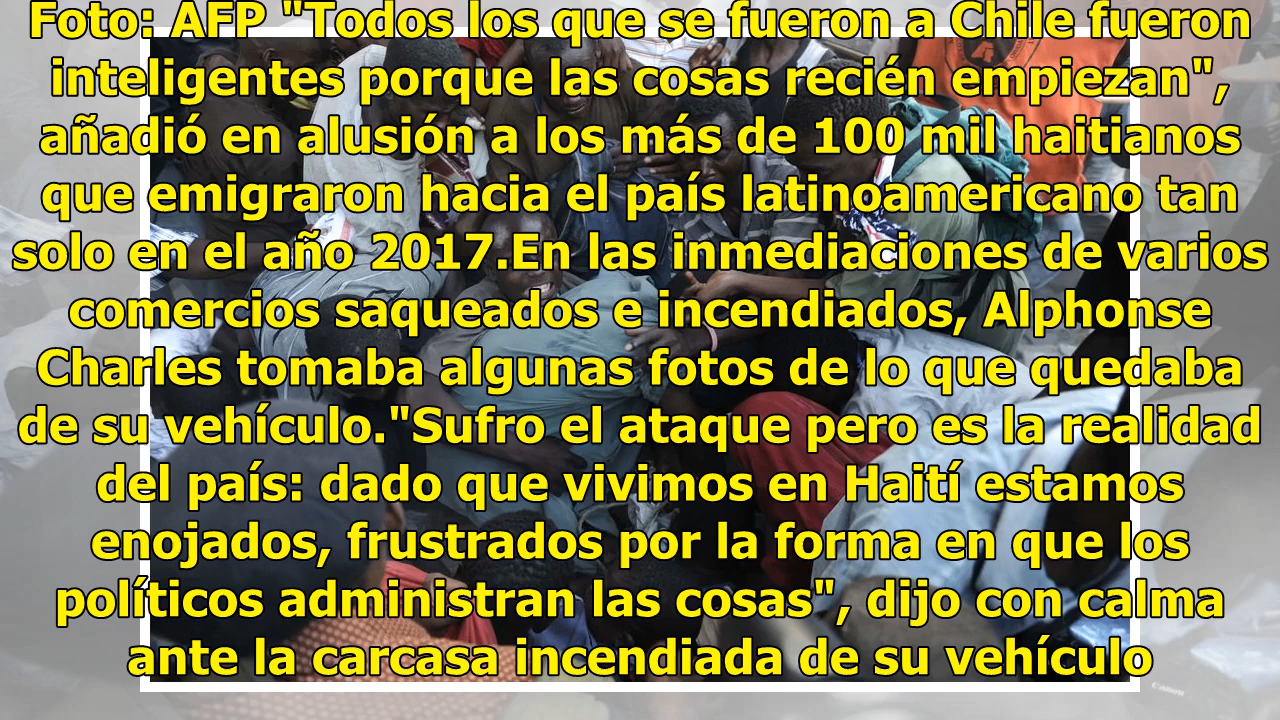 Foto: AFP "Todos los que se fueron a Chile fueron
inteligentes porque las cosas recién empiezan",
añadió en alusión a los más de 100 mil haitianos
que emigraron hacia el país latinoamericano tan
solo en el año 2017.En las inmediaciones de varios
comercios saqueados e incendiados, Alphonse
Charles tomaba algunas fotos de lo que quedaba
de su vehículo."Sufro el ataque pero es la realidad
del país: dado que vivimos en Haití estamos
enojados, frustrados por la forma en que los
políticos administran las cosas", dijo con calma
ante la carcasa incendiada de su vehículo
Canon